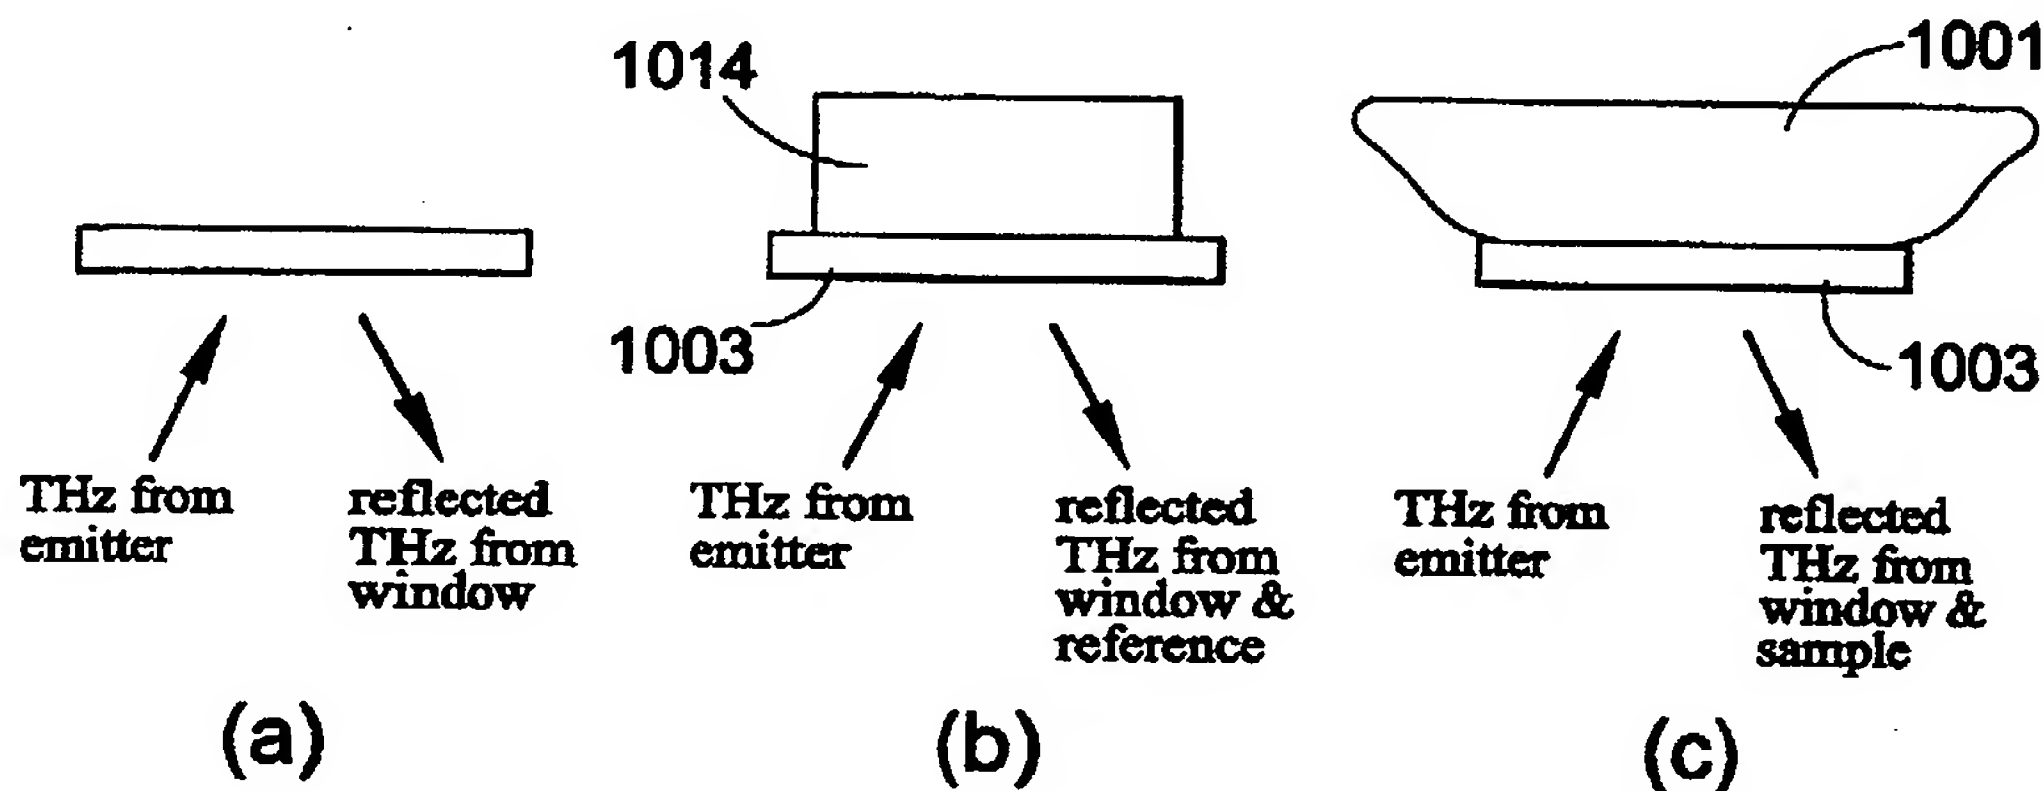 1014
1003
1001
1003
THz from
emitter
reflected
THz from
window
(a)
THz from
emitter
reflected
THz from
window &
reference
(b)
THz from
emitter
reflected
THz from
window &
sample
(c)